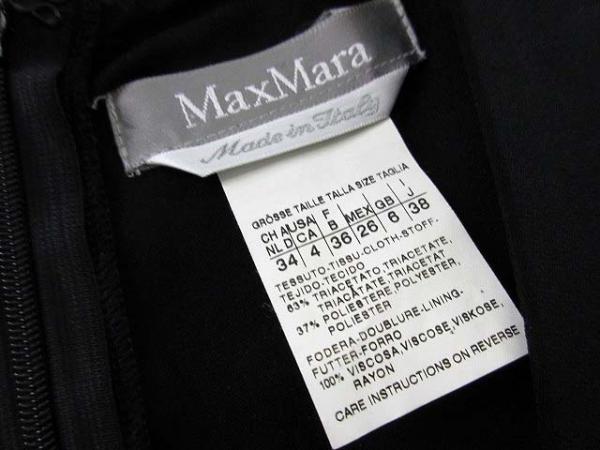 MaxMara
Made in Italy
GRÖSSE TAILLE TALLA SIZE TAGLIA
CH A USA F I
NL D CA B MEX GB J
34 4 36 26 6 38
TESSUTO-TISSU-CLOTH-STOFF-
TEJIDO-TECIDO
63% TRIACETATO,TRIACETATE,
TRIACÉTATE,TRIACETAT
37% POLIESTERE,POLYESTER,
POLIESTER
FODERA-DOUBLURE-LINING-
FUTTER-FORRO
100% VISCOSA,VISCOSE,VISKOSE,
RAYON
CARE INSTRUCTIONS ON REVERSE